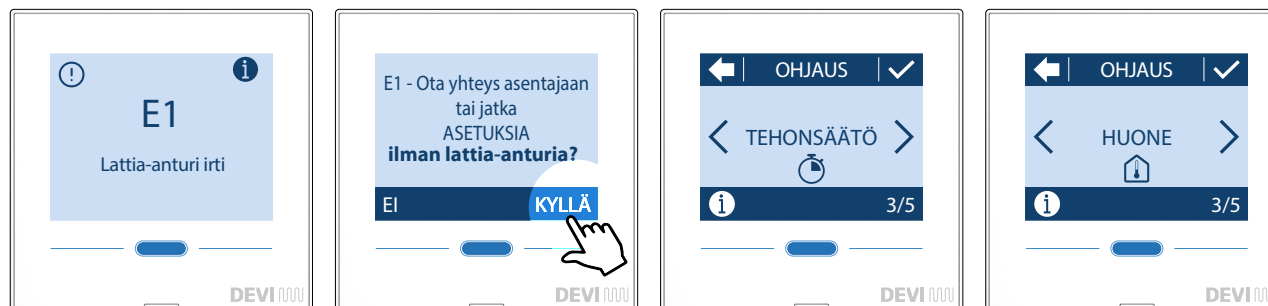 E1
Lattia-anturi irti
DEVI
E1 - Ota yhteys asentajaan
tai jatka
ASETUKSIA
ilman lattia-anturia?
EI KYLLÄ
DEVI
OHJAUS
TEHONSÄÄTÖ
3/5
DEVI
OHJAUS
HUONE
3/5
DEVI